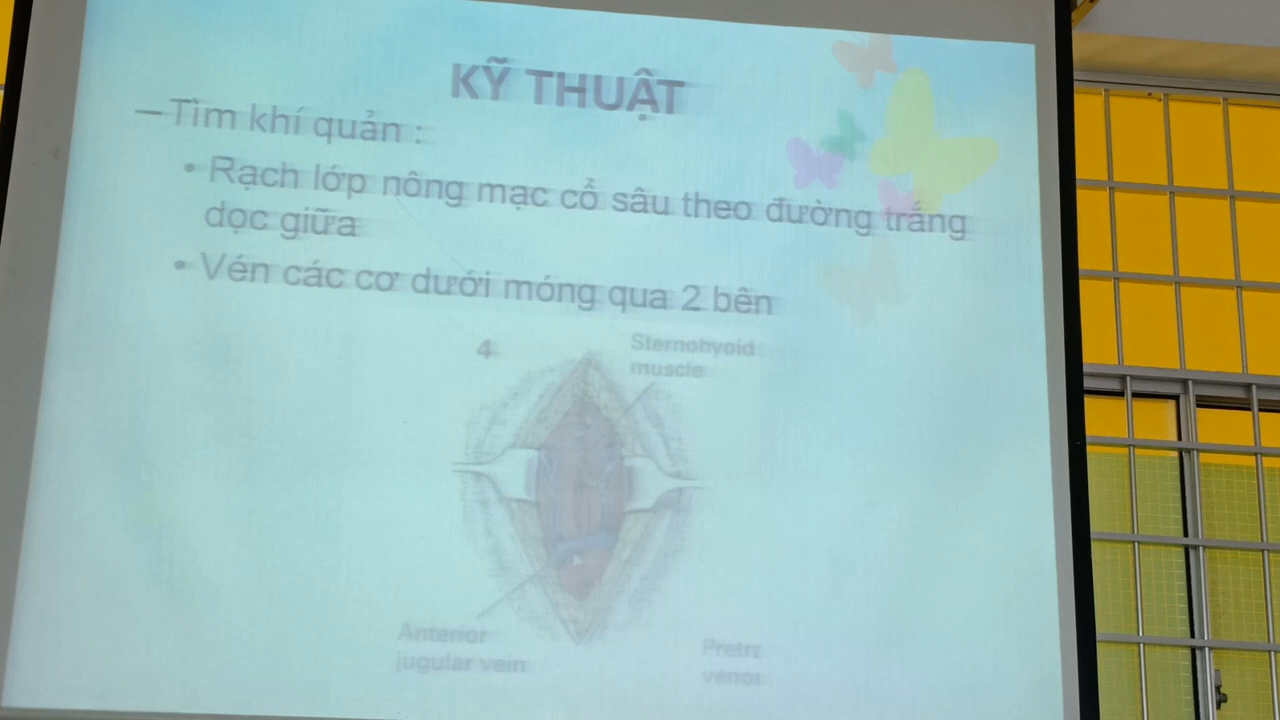 KỸ THUẬT
–Tìm khí quản :
• Rạch lớp nông mạc cổ sâu theo đường trắng
dọc giữa
• Vén các cơ dưới móng qua 2 bên
4
Sternohyoid
muscle
Anterior
jugular vein